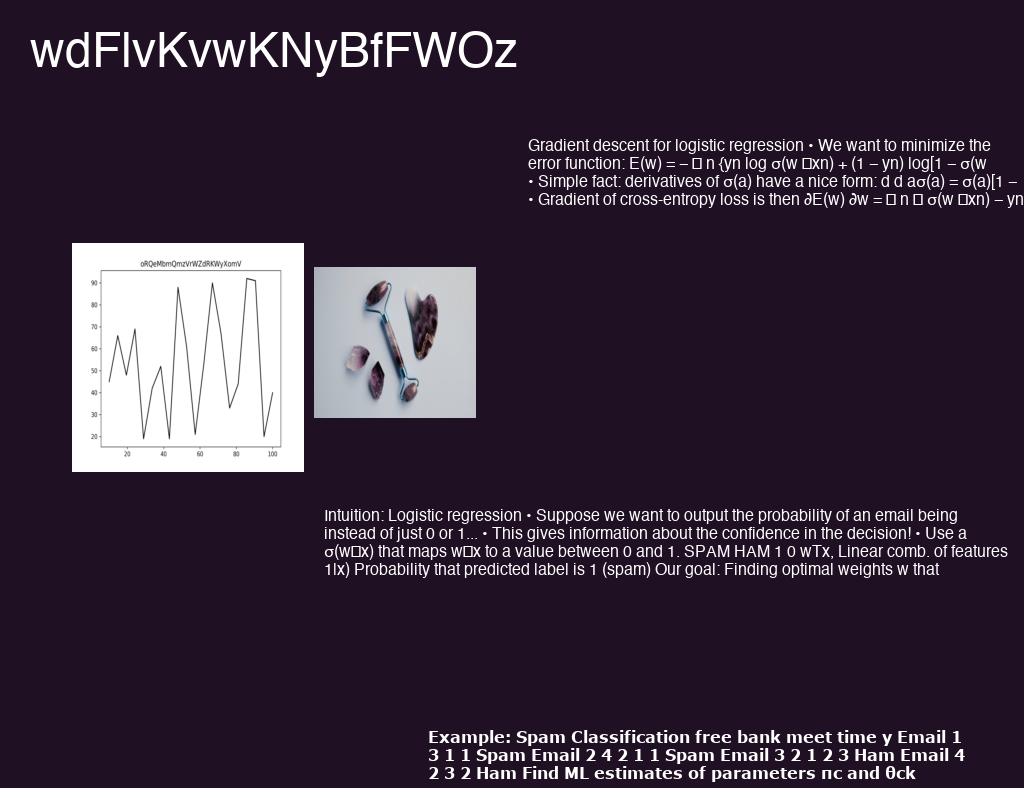 wdFlvKvwKNyBfFWOz
Gradient descent for logistic regression • We want to minimize the
error function: E(w) = – □ n {yn log σ(w □xn) + (1 – yn) log[1 – σ(w
• Simple fact: derivatives of σ(a) have a nice form: d d aσ(a) = σ(a)[1 –
• Gradient of cross-entropy loss is then ∂E(w) ∂w = □ n □ σ(w □xn) – yn
oRQeMbmQmzVrWZdRKWyXomV
90
80
70
60
50
40
30
20
20 40 60 80 100
Intuition: Logistic regression • Suppose we want to output the probability of an email being
instead of just 0 or 1... • This gives information about the confidence in the decision! • Use a
σ(w□x) that maps w□x to a value between 0 and 1. SPAM HAM 1 0 wTx, Linear comb. of features
1|x) Probability that predicted label is 1 (spam) Our goal: Finding optimal weights w that
Example: Spam Classification free bank meet time y Email 1
3 1 1 Spam Email 2 4 2 1 1 Spam Email 3 2 1 2 3 Ham Email 4
2 3 2 Ham Find ML estimates of parameters πc and θck